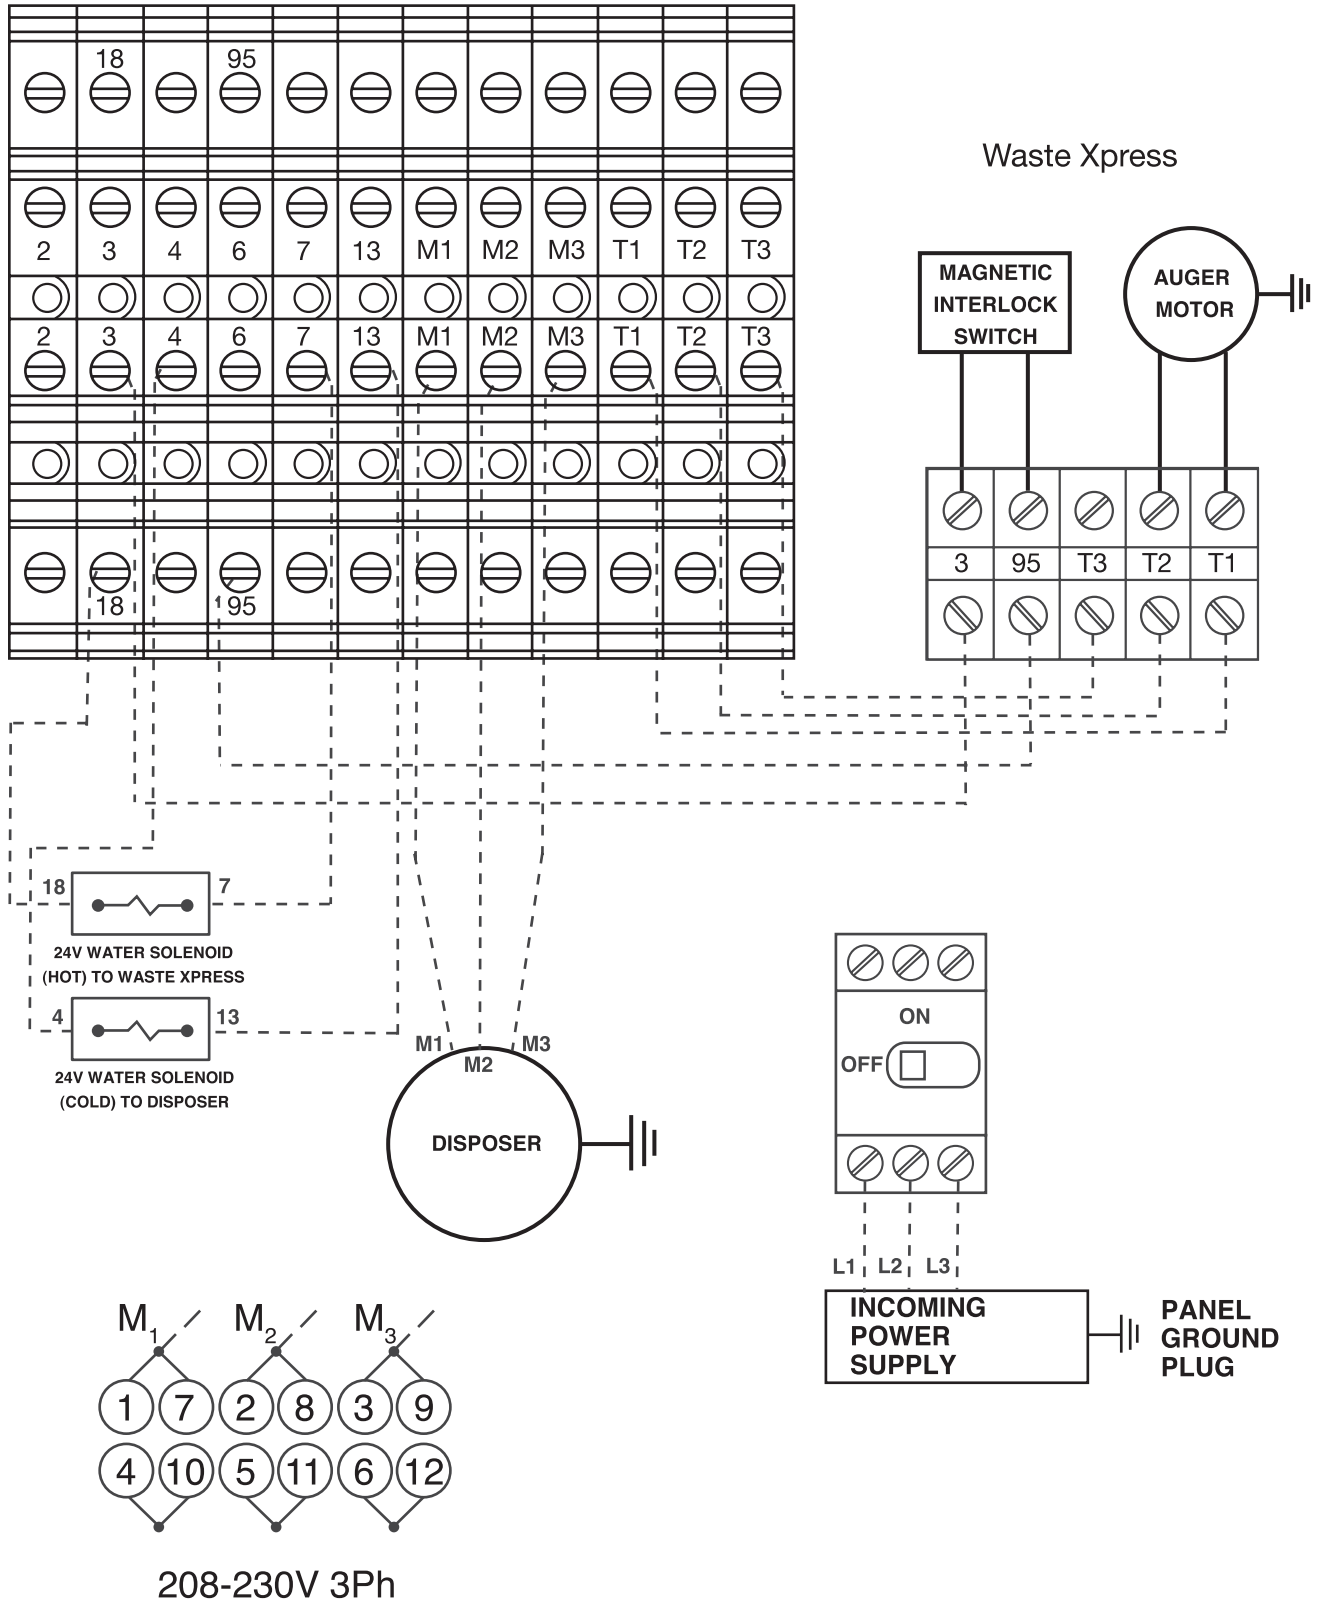 18 95
Waste Xpress
2 3 4 6 7 13 M1 M2 M3 T1 T2 T3
MAGNETIC
INTERLOCK
SWITCH
AUGER
MOTOR
2 3 4 6 7 13 M1 M2 M3 T1 T2 T3
3 95 T3 T2 T1
18 95
18 7
24V WATER SOLENOID
(HOT) TO WASTE XPRESS
4 13
24V WATER SOLENOID
(COLD) TO DISPOSER
M1 M2 M3
DISPOSER
ON
OFF
L1 L2 L3
INCOMING
POWER
SUPPLY
PANEL
GROUND
PLUG
M1 M2 M3
1 7 2 8 3 9
4 10 5 11 6 12
208-230V 3Ph